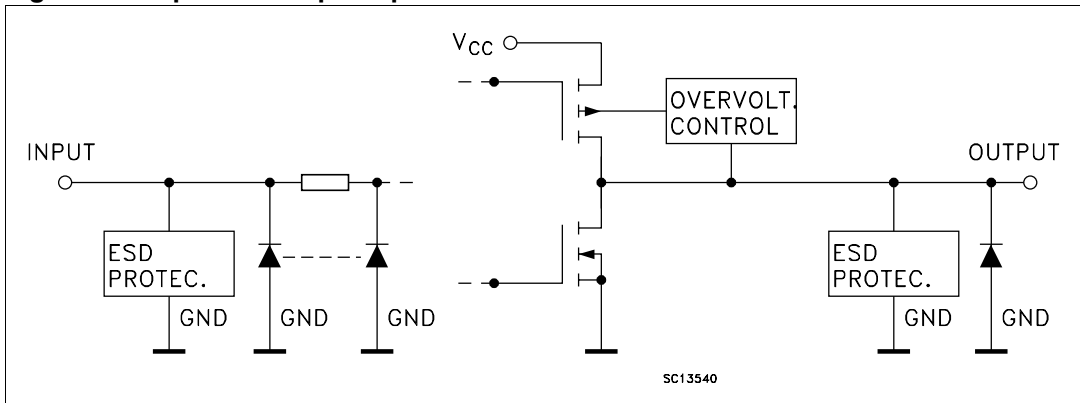 VCC
OVERVOLT.
CONTROL
INPUT
OUTPUT
ESD
PROTEC.
ESD
PROTEC.
GND
GND
GND
GND
GND
SC13540